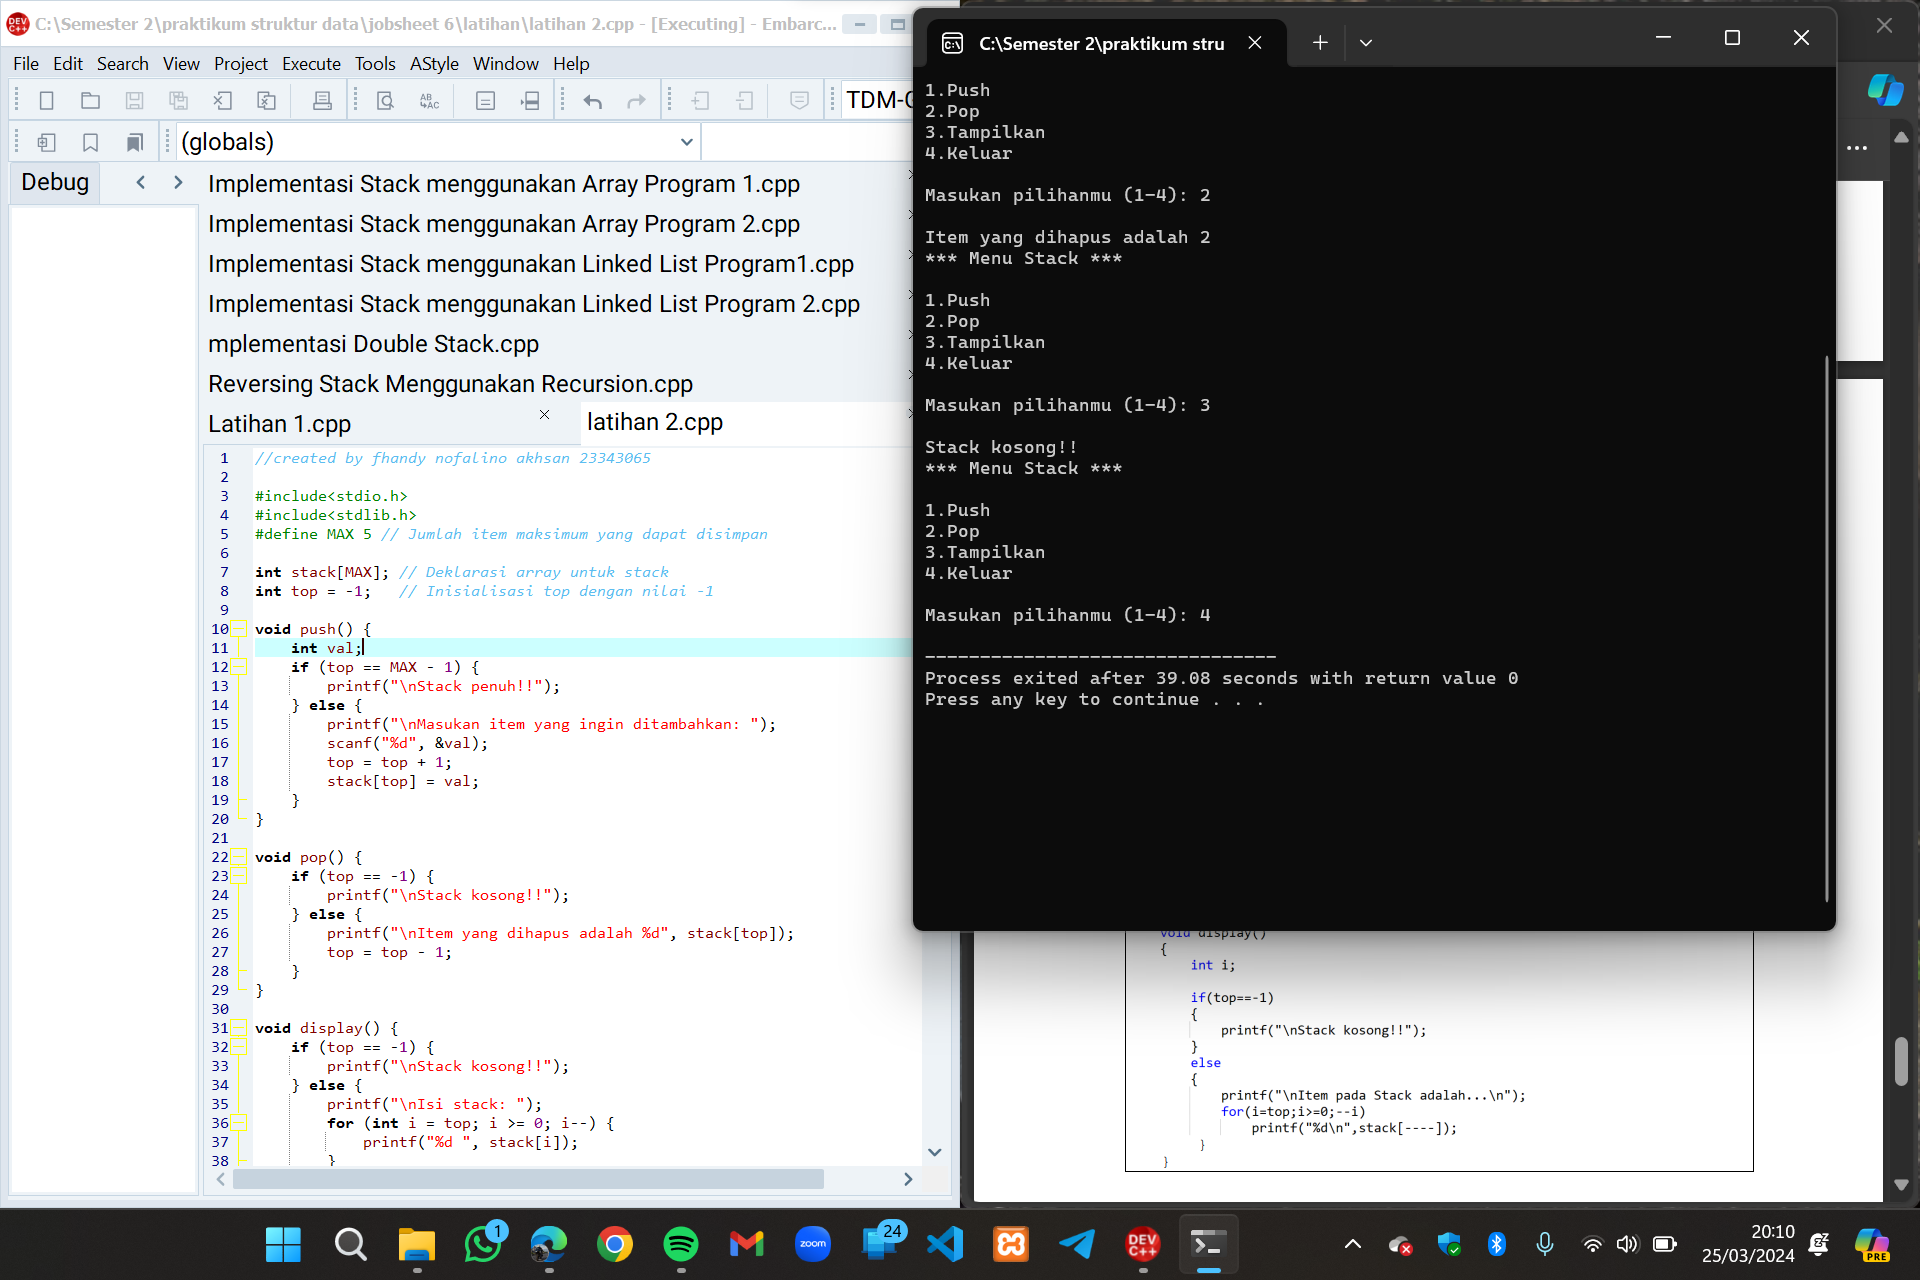 C:\Semester 2\praktikum struktur data\jobsheet 6\latihan\latihan 2.cpp - [Executing] - Embarc...
File Edit Search View Project Execute Tools AStyle Window Help
TDM-G
(globals)
Debug
Implementasi Stack menggunakan Array Program 1.cpp
Implementasi Stack menggunakan Array Program 2.cpp
Implementasi Stack menggunakan Linked List Program1.cpp
Implementasi Stack menggunakan Linked List Program 2.cpp
mplementasi Double Stack.cpp
Reversing Stack Menggunakan Recursion.cpp
Latihan 1.cpp
latihan 2.cpp
1 //created by fhandy nofalino akhsan 23343065
2
3 #include<stdio.h>
4 #include<stdlib.h>
5 #define MAX 5 // Jumlah item maksimum yang dapat disimpan
6
7 int stack[MAX]; // Deklarasi array untuk stack
8 int top = -1;   // Inisialisasi top dengan nilai -1
9
10 void push() {
11     int val;
12     if (top == MAX - 1) {
13         printf("\nStack penuh!!");
14     } else {
15         printf("\nMasukan item yang ingin ditambahkan: ");
16         scanf("%d", &val);
17         top = top + 1;
18         stack[top] = val;
19     }
20 }
21
22 void pop() {
23     if (top == -1) {
24         printf("\nStack kosong!!");
25     } else {
26         printf("\nItem yang dihapus adalah %d", stack[top]);
27         top = top - 1;
28     }
29 }
30
31 void display() {
32     if (top == -1) {
33         printf("\nStack kosong!!");
34     } else {
35         printf("\nIsi stack: ");
36         for (int i = top; i >= 0; i--) {
37             printf("%d ", stack[i]);
38         }
C:\Semester 2\praktikum stru
1.Push
2.Pop
3.Tampilkan
4.Keluar
Masukan pilihanmu (1-4): 2
Item yang dihapus adalah 2
*** Menu Stack ***
1.Push
2.Pop
3.Tampilkan
4.Keluar
Masukan pilihanmu (1-4): 3
Stack kosong!!
*** Menu Stack ***
1.Push
2.Pop
3.Tampilkan
4.Keluar
Masukan pilihanmu (1-4): 4
--------------------------------
Process exited after 39.08 seconds with return value 0
Press any key to continue . . .
void display()
{
int i;
if(top==-1)
{
printf("\nStack kosong!!");
}
else
{
printf("\nItem pada Stack adalah...\n");
for(i=top;i>=0;--i)
printf("%d\n",stack[----]);
}
}
1
zoom
24
DEV C++
20:10
25/03/2024
PRE